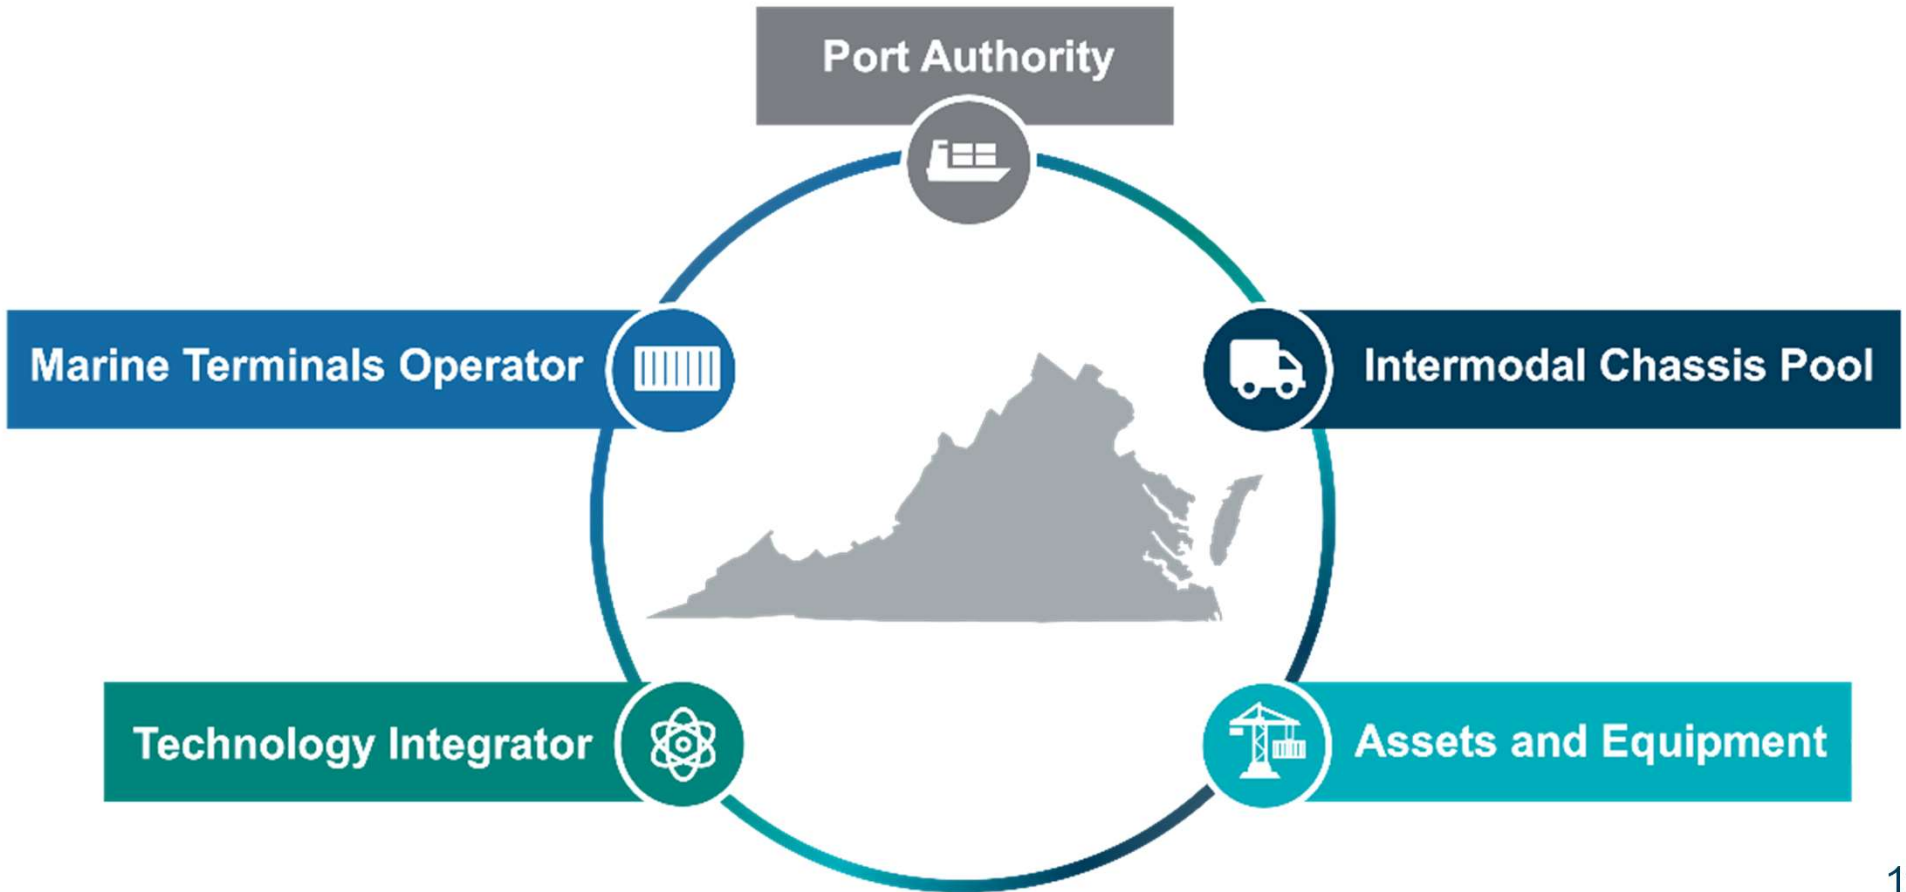 Port Authority
Marine Terminals Operator
Intermodal Chassis Pool
Technology Integrator
Assets and Equipment
1